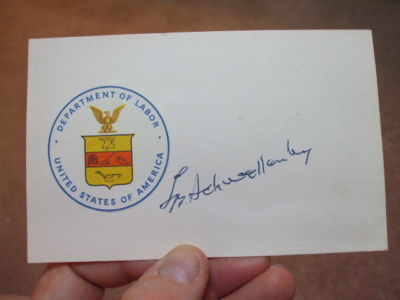 DEPARTMENT OF LABOR
UNITED STATES OF AMERICA